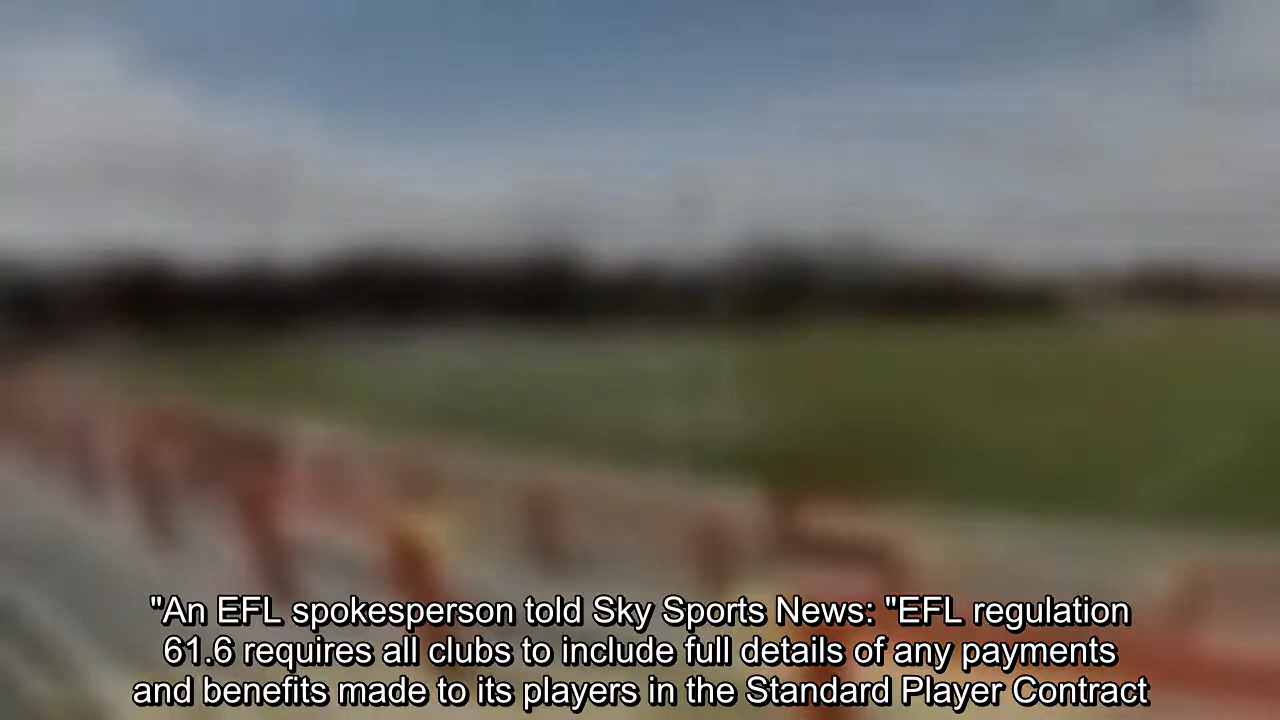 "An EFL spokesperson told Sky Sports News: "EFL regulation
61.6 requires all clubs to include full details of any payments
and benefits made to its players in the Standard Player Contract